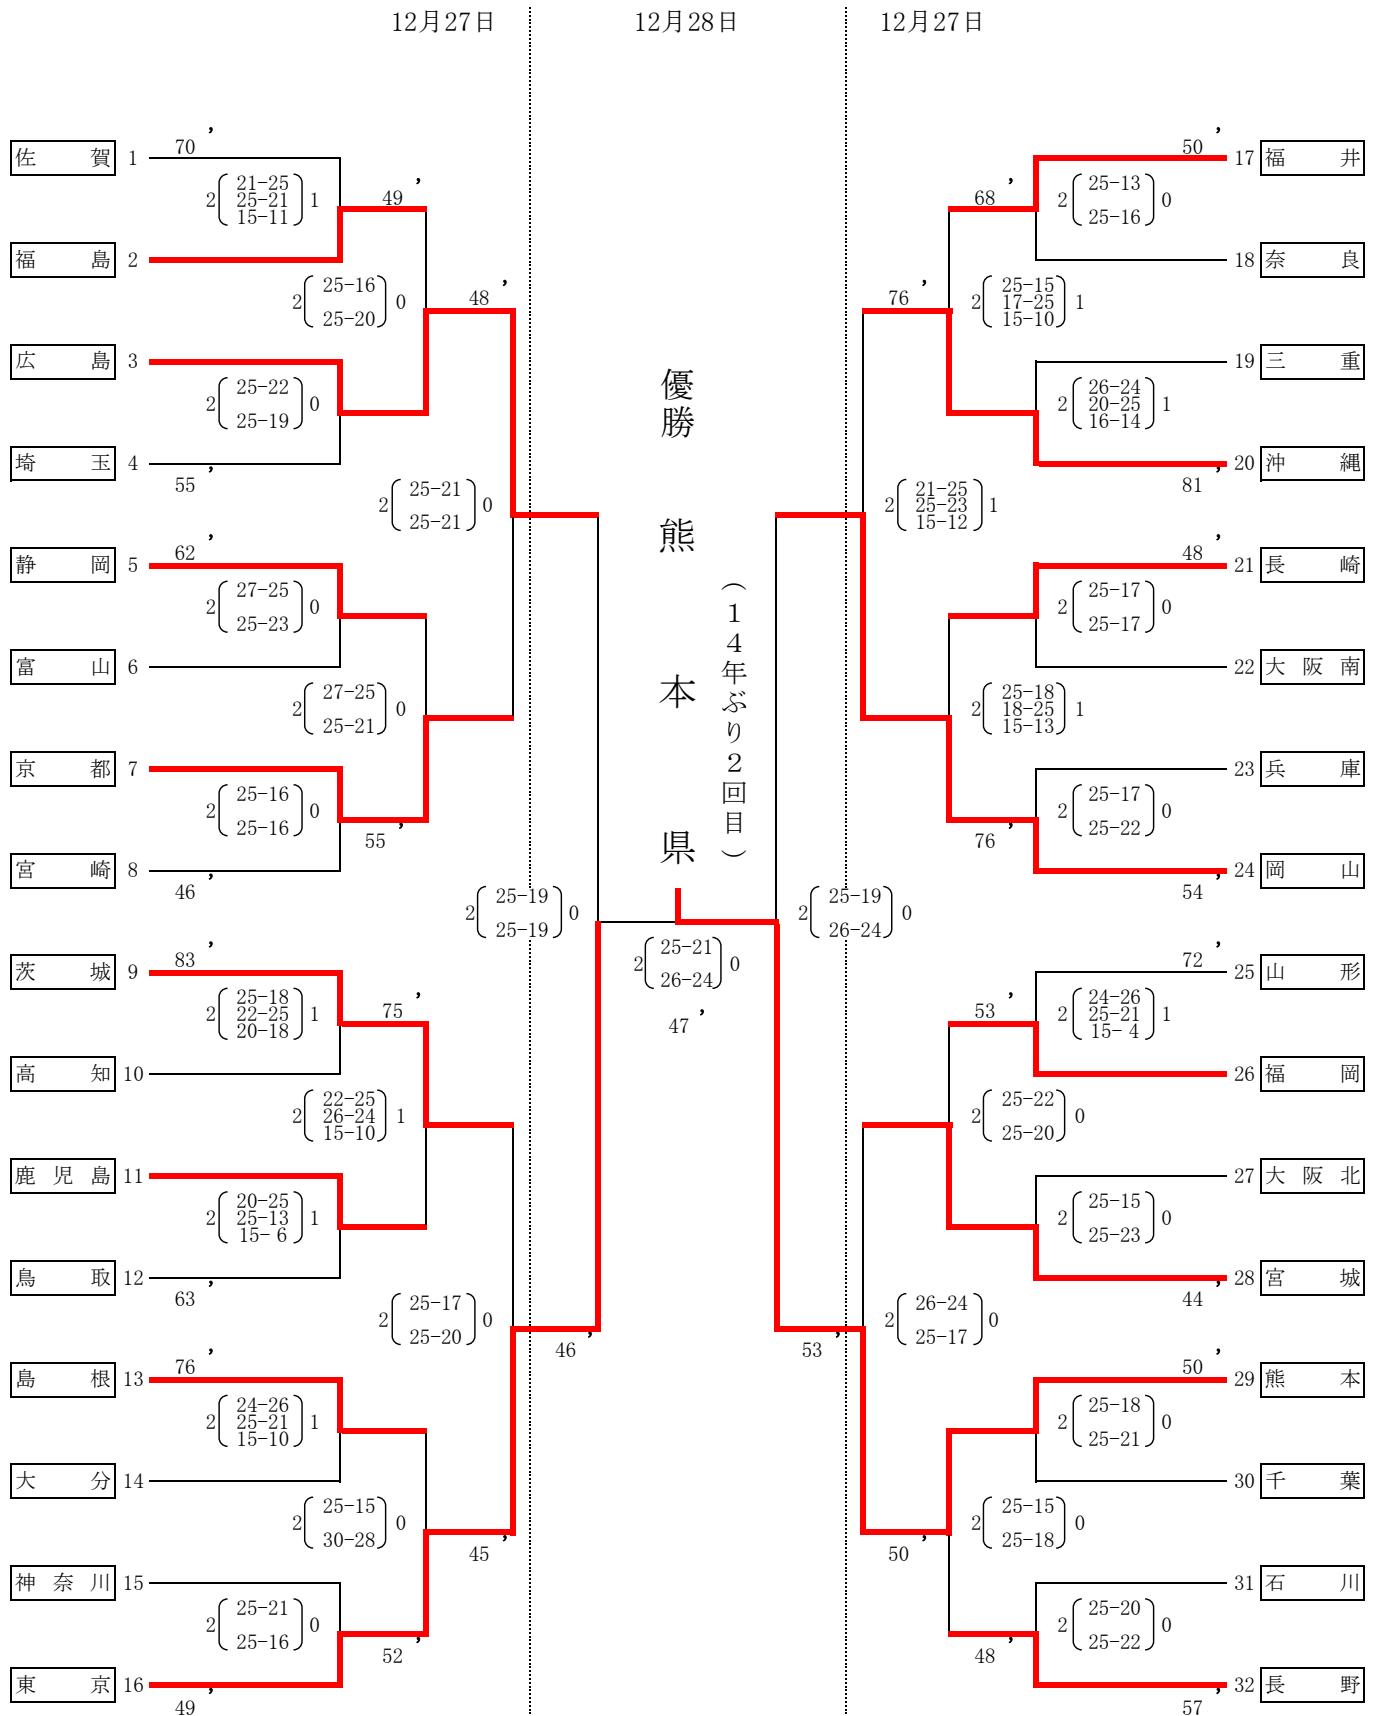 12月27日 12月28日 12月27日
70 ’
佐 賀 1
2 21-25 25-21 15-11 1
49 ’
福 島 2
2 25-16 25-20 0
48 ’
広 島 3
2 25-22 25-19 0
埼 玉 4
55 ’
2 25-21 25-21 0
62 ’
静 岡 5
2 27-25 25-23 0
富 山 6
2 27-25 25-21 0
京 都 7
2 25-16 25-16 0
55 ’
宮 崎 8
46 ’
2 25-19 25-19 0
83 ’
茨 城 9
2 25-18 22-25 20-18 1
75 ’
高 知 10
2 22-25 26-24 15-10 1
鹿 児 島 11
2 20-25 25-13 15- 6 1
鳥 取 12
63 ’
2 25-17 25-20 0
46 ’
76 ’
島 根 13
2 24-26 25-21 15-10 1
大 分 14
2 25-15 30-28 0
45 ’
神 奈 川 15
2 25-21 25-16 0
52 ’
東 京 16
49 ’
優勝
熊本県
（１４年ぶり２回目）
2 25-21 26-24 0
47 ’
50 ’
17 福 井
2 25-13 25-16 0
68 ’
18 奈 良
2 25-15 17-25 15-10 1
76 ’
19 三 重
2 26-24 20-25 16-14 1
20 沖 縄
81 ’
2 21-25 25-23 15-12 1
48 ’
21 長 崎
2 25-17 25-17 0
22 大 阪 南
2 25-18 18-25 15-13 1
23 兵 庫
2 25-17 25-22 0
76 ’
24 岡 山
54 ’
2 25-19 26-24 0
72 ’
25 山 形
2 24-26 25-21 15- 4 1
53 ’
26 福 岡
2 25-22 25-20 0
27 大 阪 北
2 25-15 25-23 0
28 宮 城
44 ’
2 26-24 25-17 0
53 ’
50 ’
29 熊 本
2 25-18 25-21 0
30 千 葉
2 25-15 25-18 0
50 ’
31 石 川
2 25-20 25-22 0
48 ’
32 長 野
57 ’